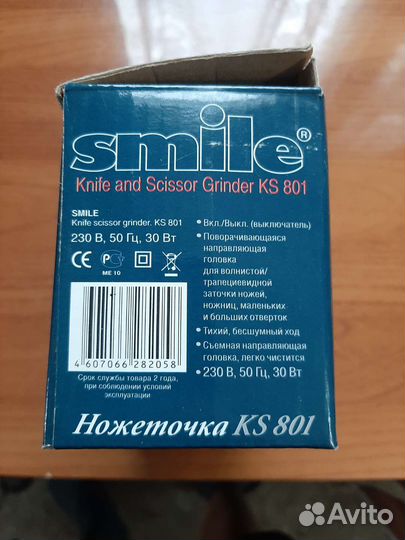 smile®
Knife and Scissor Grinder KS 801
SMILE
Knife scissor grinder. KS 801
230 В, 50 Гц, 30 Вт
CE
МЕ 10
4 607066 282058
Срок службы товара 2 года,
при соблюдении условий
эксплуатации
• Вкл./Выкл. (выключатель)
• Поворачивающаяся
направляющая
головка
для волнистой/
трапециевидной
заточки ножей,
ножниц, маленьких
и больших отверток
• Тихий, бесшумный ход
• Съемная направляющая
головка, легко чистится
• 230 В, 50 Гц, 30 Вт
Ножеточка KS 801
Avito